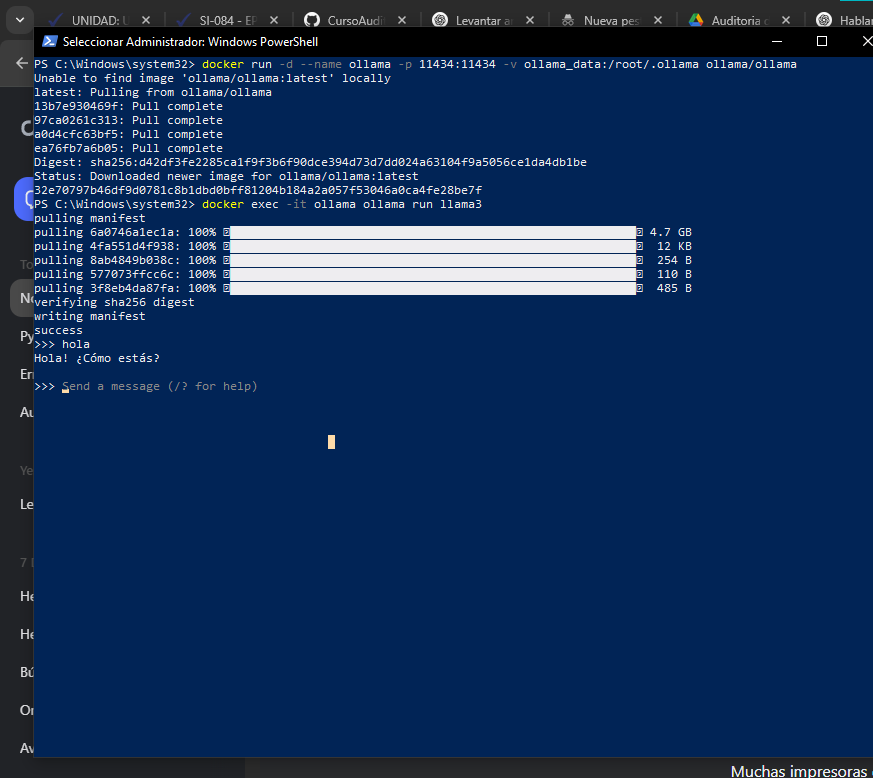 UNIDAD: U
SI-084 - EP
CursoAudi
Levantar ar
Nueva pes
Auditoria d
Hablar
Seleccionar Administrador: Windows PowerShell
PS C:\Windows\system32> docker run -d --name ollama -p 11434:11434 -v ollama_data:/root/.ollama ollama/ollama
Unable to find image 'ollama/ollama:latest' locally
latest: Pulling from ollama/ollama
13b7e930469f: Pull complete
97ca0261c313: Pull complete
a0d4cfc63bf5: Pull complete
ea76fb7a6b05: Pull complete
Digest: sha256:d42df3fe2285ca1f9f3b6f90dce394d73d7dd024a63104f9a5056ce1da4db1be
Status: Downloaded newer image for ollama/ollama:latest
32e70797b46df9d0781c8b1dbd0bff81204b184a2a057f53046a0ca4fe28be7f
PS C:\Windows\system32> docker exec -it ollama ollama run llama3
pulling manifest
pulling 6a0746a1ec1a: 100% 4.7 GB
pulling 4fa551d4f938: 100% 12 KB
pulling 8ab4849b038c: 100% 254 B
pulling 577073ffcc6c: 100% 110 B
pulling 3f8eb4da87fa: 100% 485 B
verifying sha256 digest
writing manifest
success
>>> hola
Hola! ¿Cómo estás?
>>> Send a message (/? for help)
To
Py
Au
Ye
Le
7
He
He
Bú
Av
Muchas impresoras